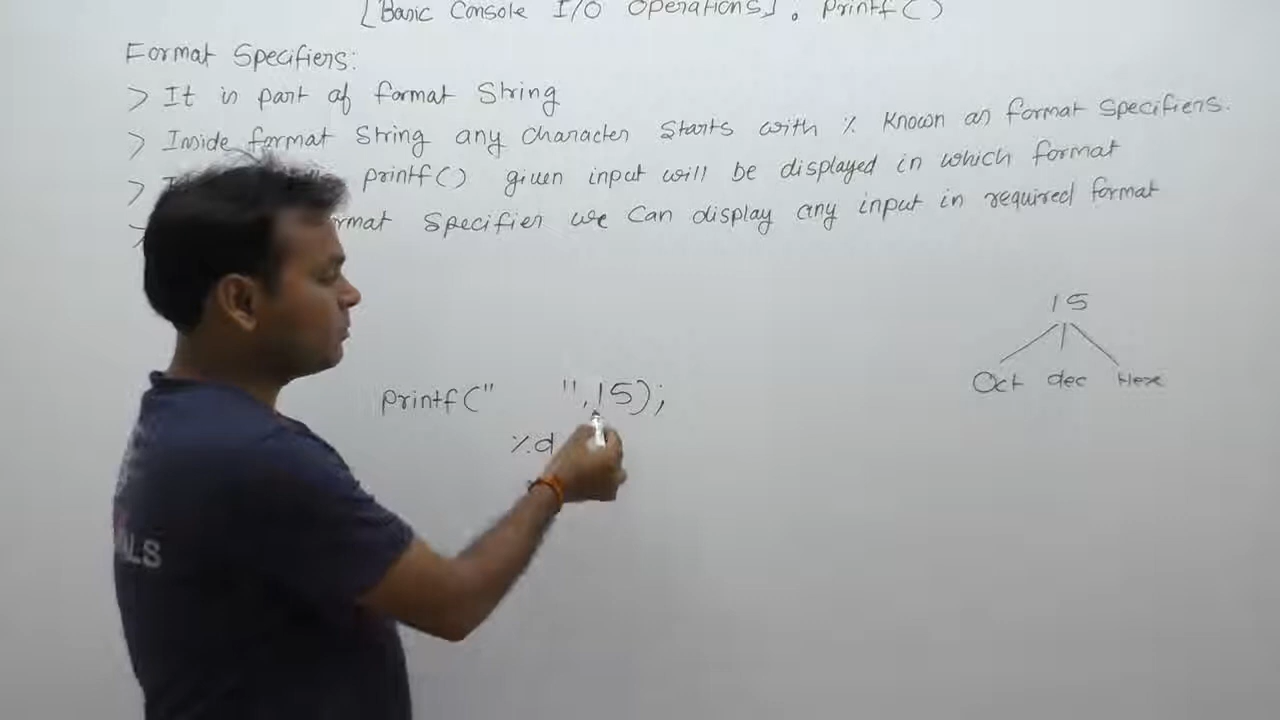 [Basic Console I/O Operations]. Printf()
Format Specifiers:
> It is part of format String
> Inside format String any character starts with % known as format specifiers.
> printf() given input will be displayed in which format
> Specifier we can display any input in required format
15
Oct dec Hex
printf(" ",15);
%d
ALS